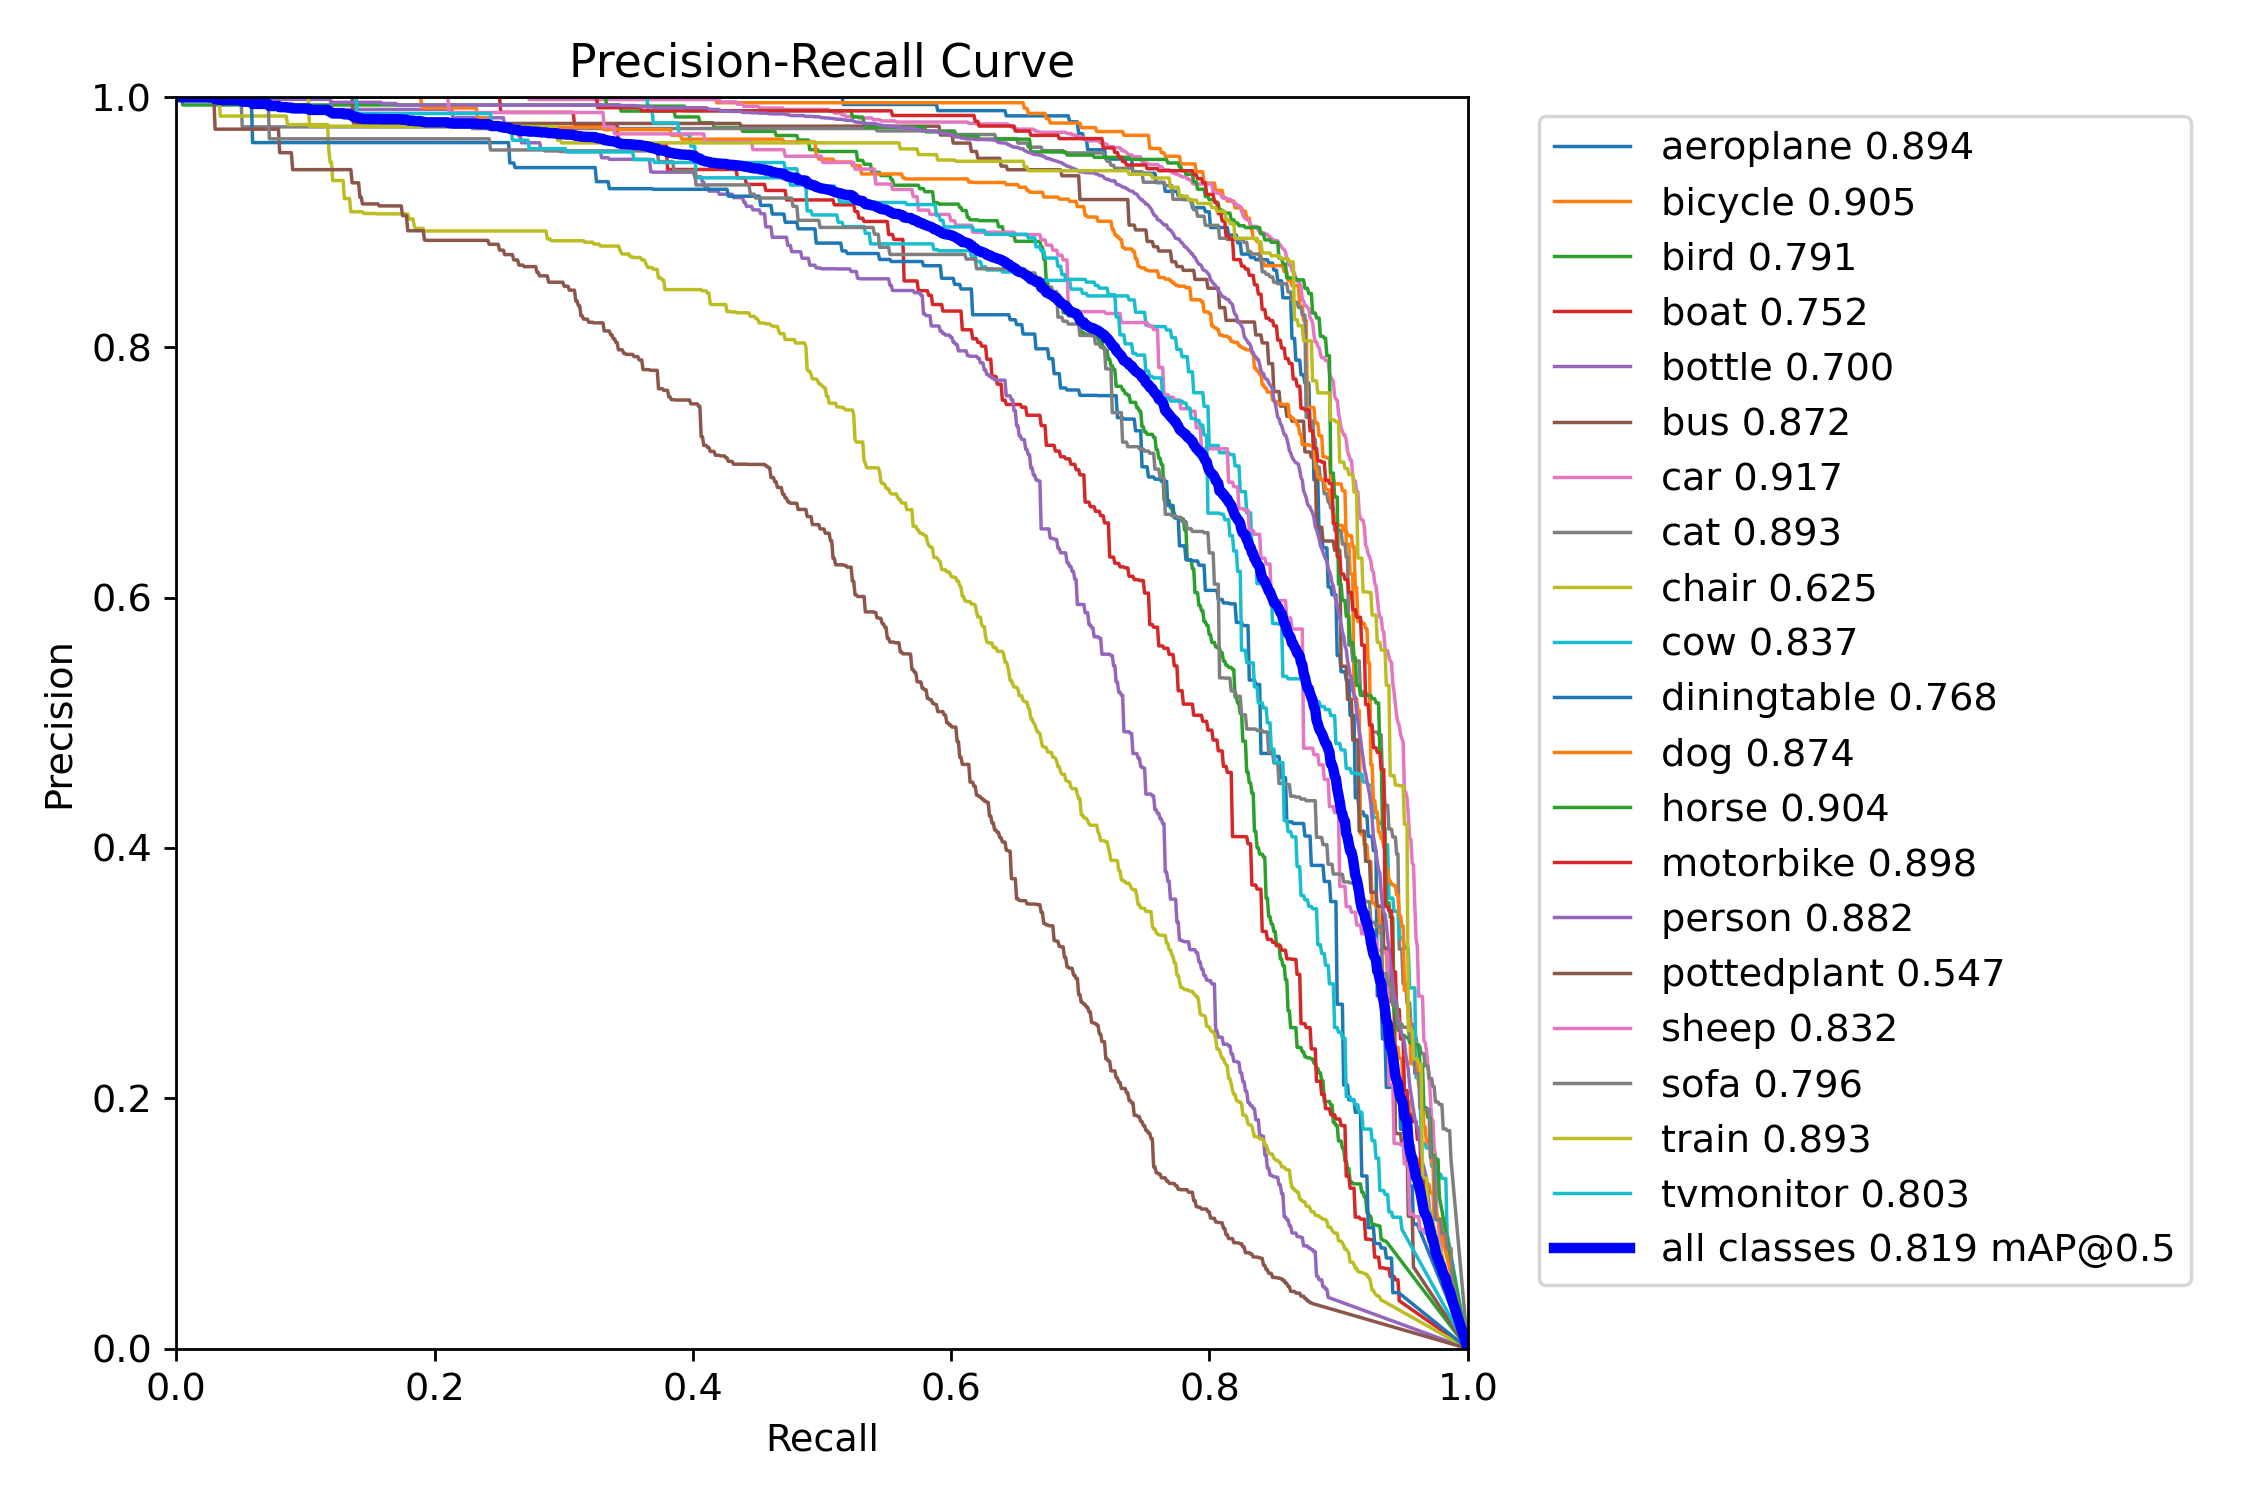 Precision-Recall Curve
1.0
0.8
0.6
0.4
0.2
0.0
Precision
0.0 0.2 0.4 0.6 0.8 1.0
Recall
aeroplane 0.894
bicycle 0.905
bird 0.791
boat 0.752
bottle 0.700
bus 0.872
car 0.917
cat 0.893
chair 0.625
cow 0.837
diningtable 0.768
dog 0.874
horse 0.904
motorbike 0.898
person 0.882
pottedplant 0.547
sheep 0.832
sofa 0.796
train 0.893
tvmonitor 0.803
all classes 0.819 mAP@0.5